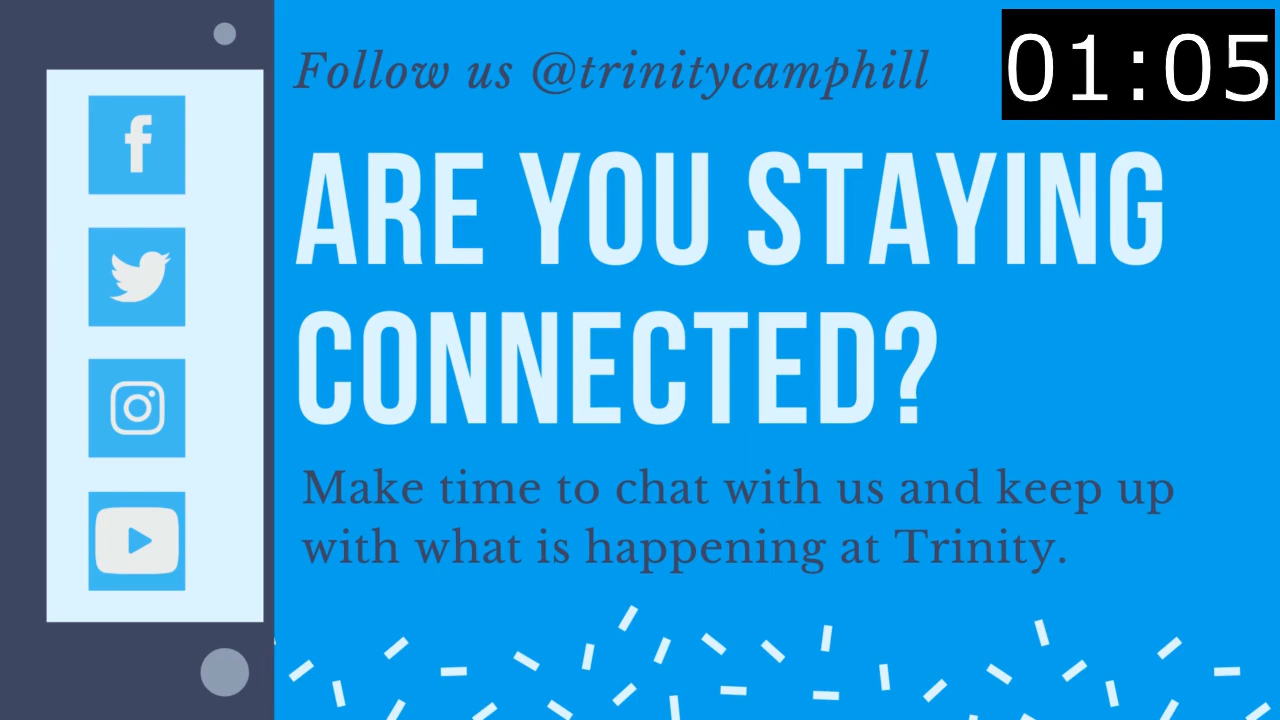 Follow us @trinitycamphill
01:05
ARE YOU STAYING
CONNECTED?
Make time to chat with us and keep up
with what is happening at Trinity.